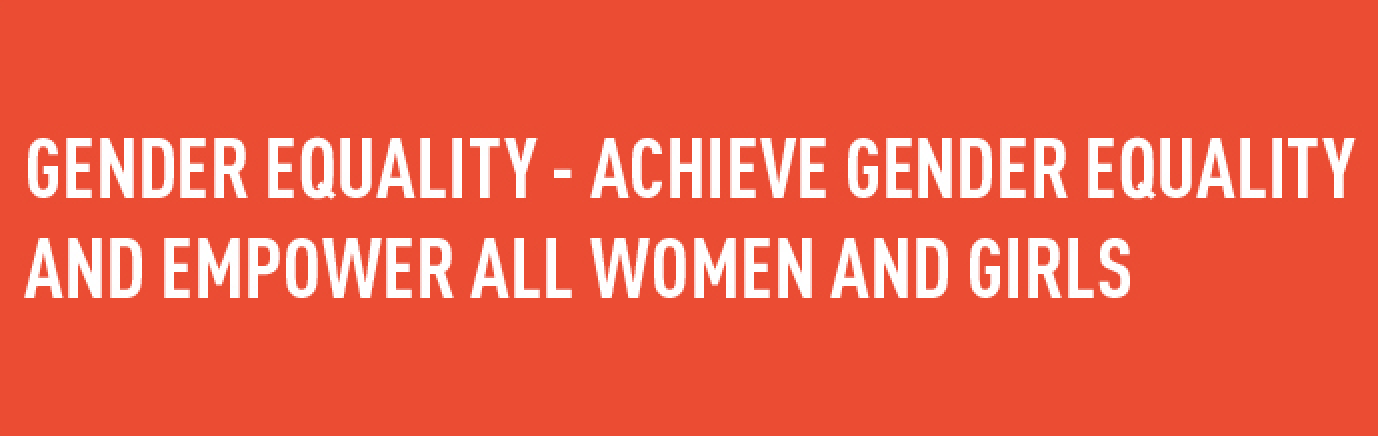 GENDER EQUALITY - ACHIEVE GENDER EQUALITY
AND EMPOWER ALL WOMEN AND GIRLS